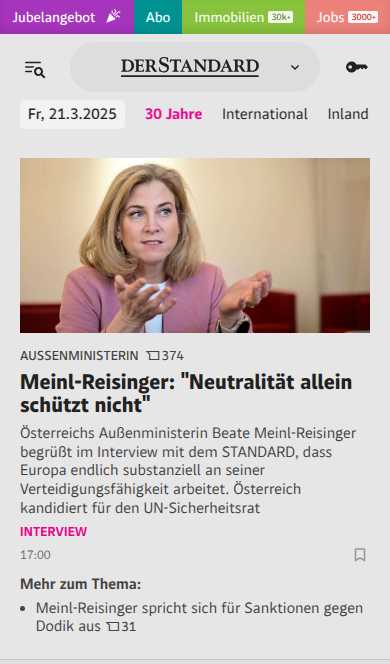 Jubelangebot Abo Immobilien 30k+ Jobs 3000+
DERSTANDARD
Fr, 21.3.2025 30 Jahre International Inland
AUSSENMINISTERIN 374
Meinl-Reisinger: "Neutralität allein
schützt nicht"
Österreichs Außenministerin Beate Meinl-Reisinger
begrüßt im Interview mit dem STANDARD, dass
Europa endlich substanziell an seiner
Verteidigungsfähigkeit arbeitet. Österreich
kandidiert für den UN-Sicherheitsrat
INTERVIEW
17:00
Mehr zum Thema:
• Meinl-Reisinger spricht sich für Sanktionen gegen
Dodik aus 31